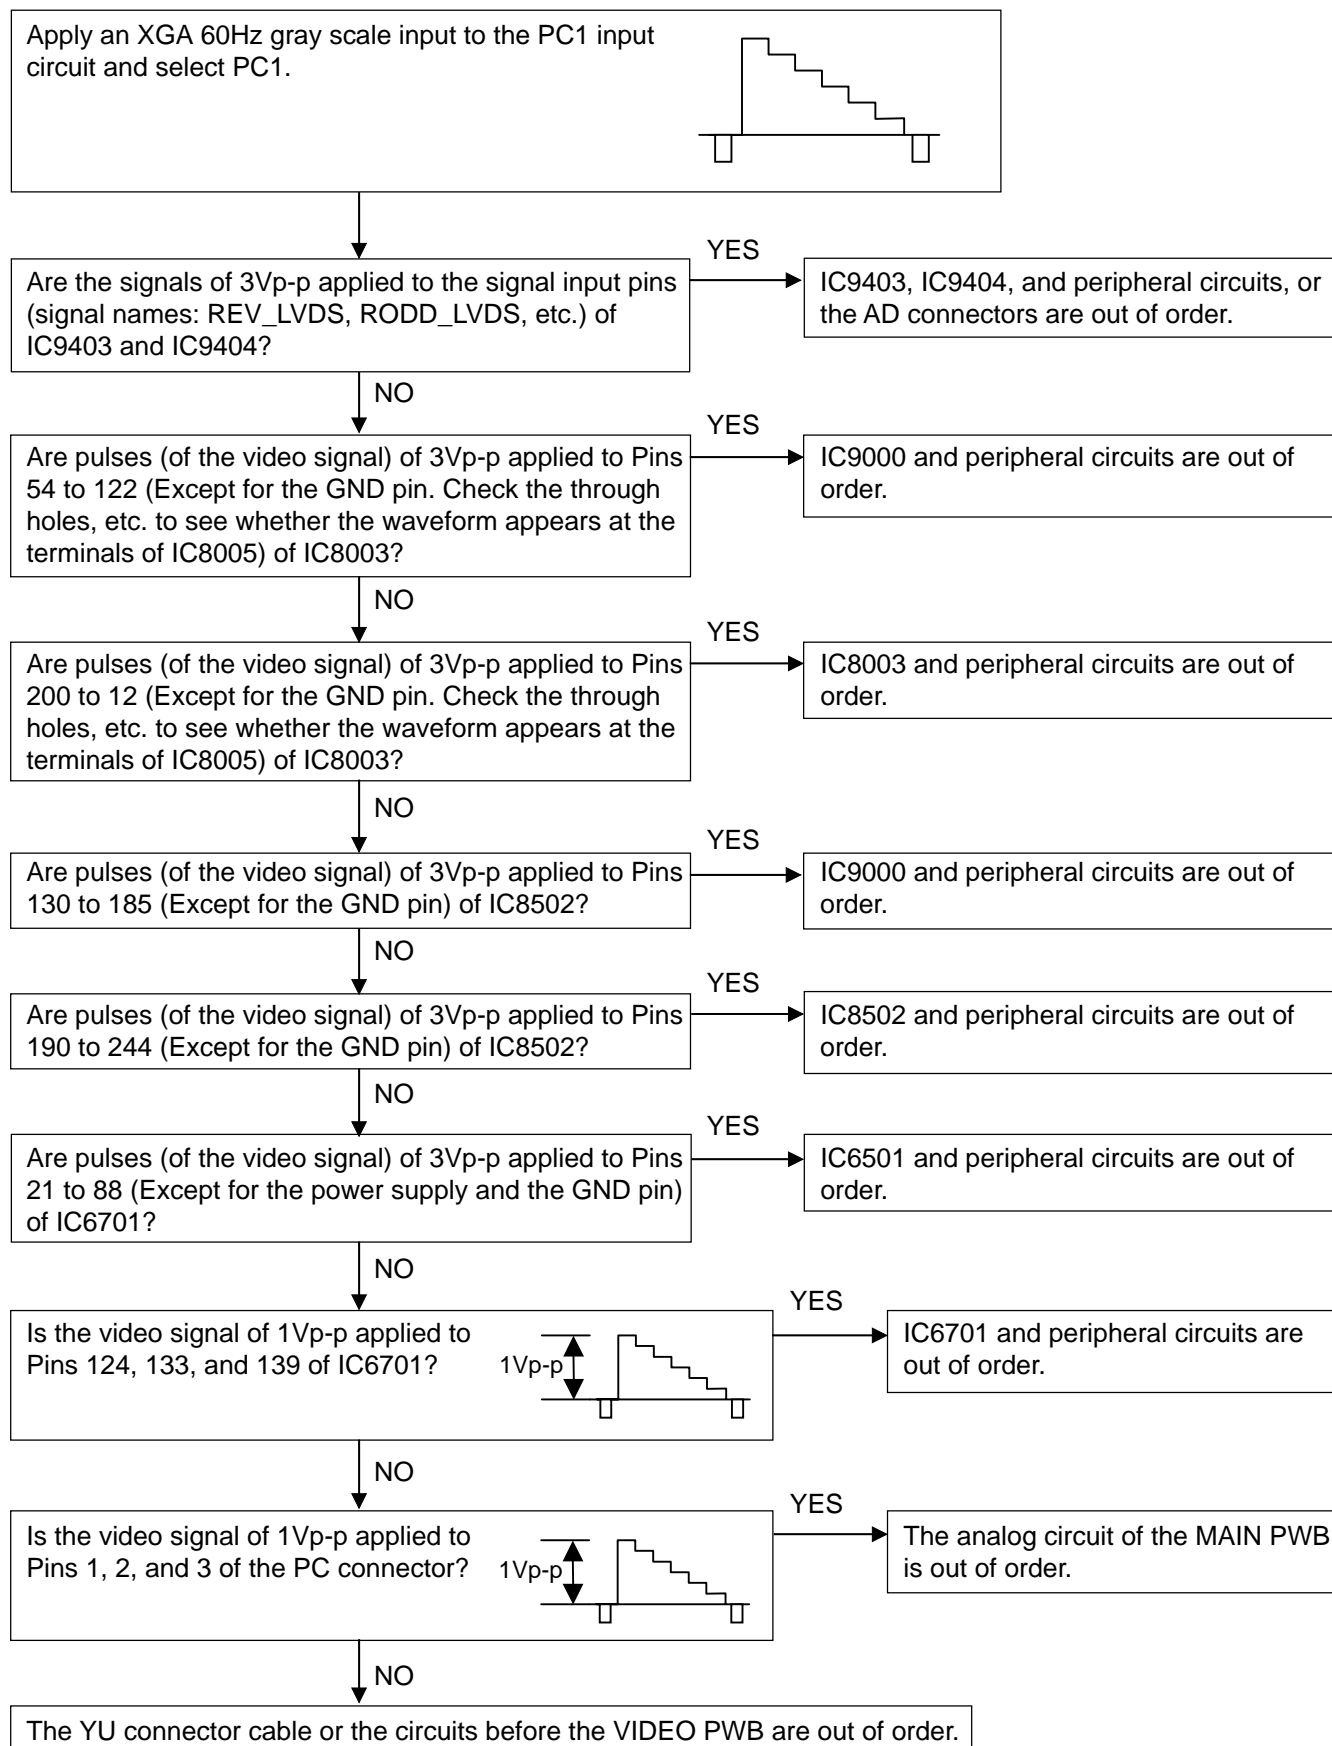 Apply an XGA 60Hz gray scale input to the PC1 input
circuit and select PC1.
YES
Are the signals of 3Vp-p applied to the signal input pins
(signal names: REV_LVDS, RODD_LVDS, etc.) of
IC9403 and IC9404?
IC9403, IC9404, and peripheral circuits, or
the AD connectors are out of order.
NO
YES
Are pulses (of the video signal) of 3Vp-p applied to Pins
54 to 122 (Except for the GND pin. Check the through
holes, etc. to see whether the waveform appears at the
terminals of IC8005) of IC8003?
IC9000 and peripheral circuits are out of
order.
NO
YES
Are pulses (of the video signal) of 3Vp-p applied to Pins
200 to 12 (Except for the GND pin. Check the through
holes, etc. to see whether the waveform appears at the
terminals of IC8005) of IC8003?
IC8003 and peripheral circuits are out of
order.
NO
YES
Are pulses (of the video signal) of 3Vp-p applied to Pins
130 to 185 (Except for the GND pin) of IC8502?
IC9000 and peripheral circuits are out of
order.
NO
YES
Are pulses (of the video signal) of 3Vp-p applied to Pins
190 to 244 (Except for the GND pin) of IC8502?
IC8502 and peripheral circuits are out of
order.
NO
YES
Are pulses (of the video signal) of 3Vp-p applied to Pins
21 to 88 (Except for the power supply and the GND pin)
of IC6701?
IC6501 and peripheral circuits are out of
order.
NO
YES
Is the video signal of 1Vp-p applied to
Pins 124, 133, and 139 of IC6701?
1Vp-p
IC6701 and peripheral circuits are
out of order.
NO
YES
Is the video signal of 1Vp-p applied to
Pins 1, 2, and 3 of the PC connector?
1Vp-p
The analog circuit of the MAIN PWB
is out of order.
NO
The YU connector cable or the circuits before the VIDEO PWB are out of order.